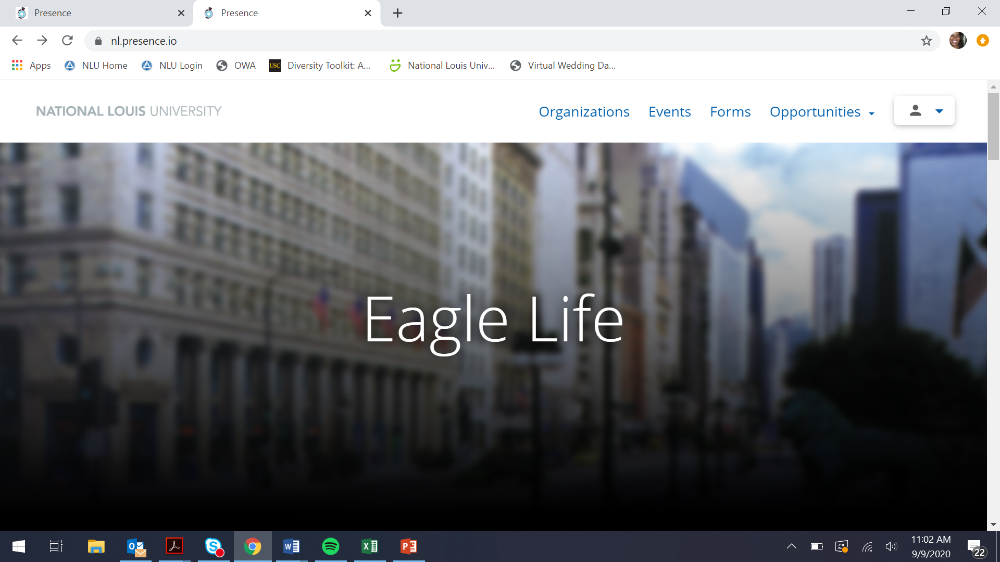 Presence
Presence
nl.presence.io
Apps
NLU Home
NLU Login
OWA
USC
Diversity Toolkit: A...
National Louis Univ...
Virtual Wedding Da...
NATIONAL LOUIS UNIVERSITY
Organizations
Events
Forms
Opportunities
Eagle Life
11:02 AM
9/9/2020
22